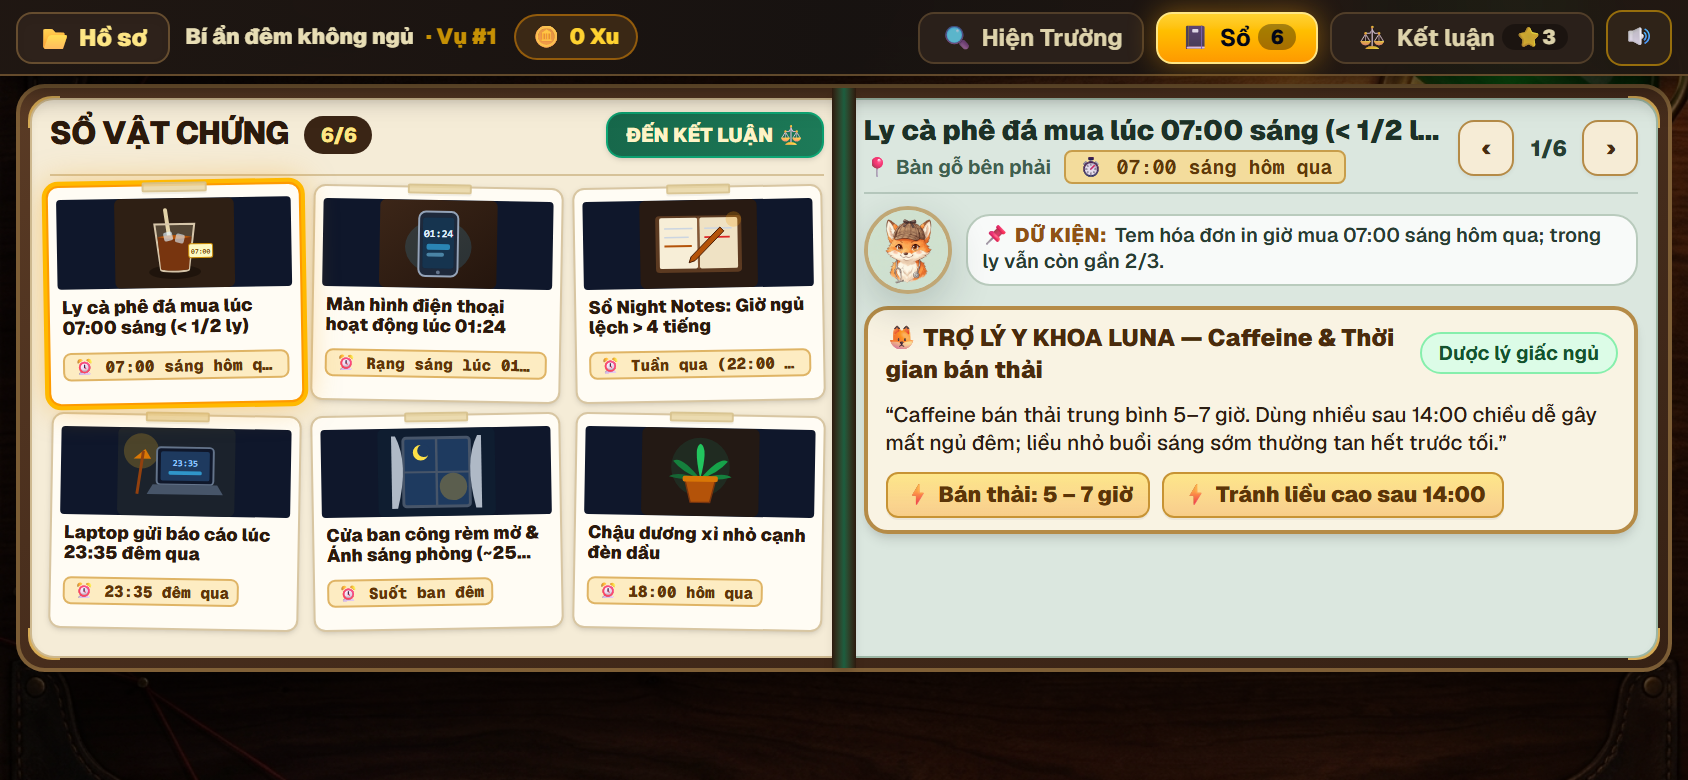 Hồ sơ
Bí ẩn đêm không ngủ · Vụ #1
0 Xu
Hiện Trường
Sổ 6
Kết luận 3
SỔ VẬT CHỨNG 6/6
ĐẾN KẾT LUẬN
01:24
07:00
Ly cà phê đá mua lúc
07:00 sáng (< 1/2 ly)
07:00 sáng hôm q…
Màn hình điện thoại
hoạt động lúc 01:24
Rạng sáng lúc 01…
Sổ Night Notes: Giờ ngủ
lệch > 4 tiếng
Tuần qua (22:00 …
23:35
Laptop gửi báo cáo lúc
23:35 đêm qua
23:35 đêm qua
Cửa ban công rèm mở &
Ánh sáng phòng (~25…
Suốt ban đêm
Chậu dương xỉ nhỏ cạnh
đèn dầu
18:00 hôm qua
Ly cà phê đá mua lúc 07:00 sáng (< 1/2 l…
‹ 1/6 ›
Bàn gỗ bên phải
07:00 sáng hôm qua
DỮ KIỆN: Tem hóa đơn in giờ mua 07:00 sáng hôm qua; trong
ly vẫn còn gần 2/3.
TRỢ LÝ Y KHOA LUNA — Caffeine & Thời
gian bán thải
Dược lý giấc ngủ
“Caffeine bán thải trung bình 5–7 giờ. Dùng nhiều sau 14:00 chiều dễ gây
mất ngủ đêm; liều nhỏ buổi sáng sớm thường tan hết trước tối.”
Bán thải: 5 – 7 giờ
Tránh liều cao sau 14:00